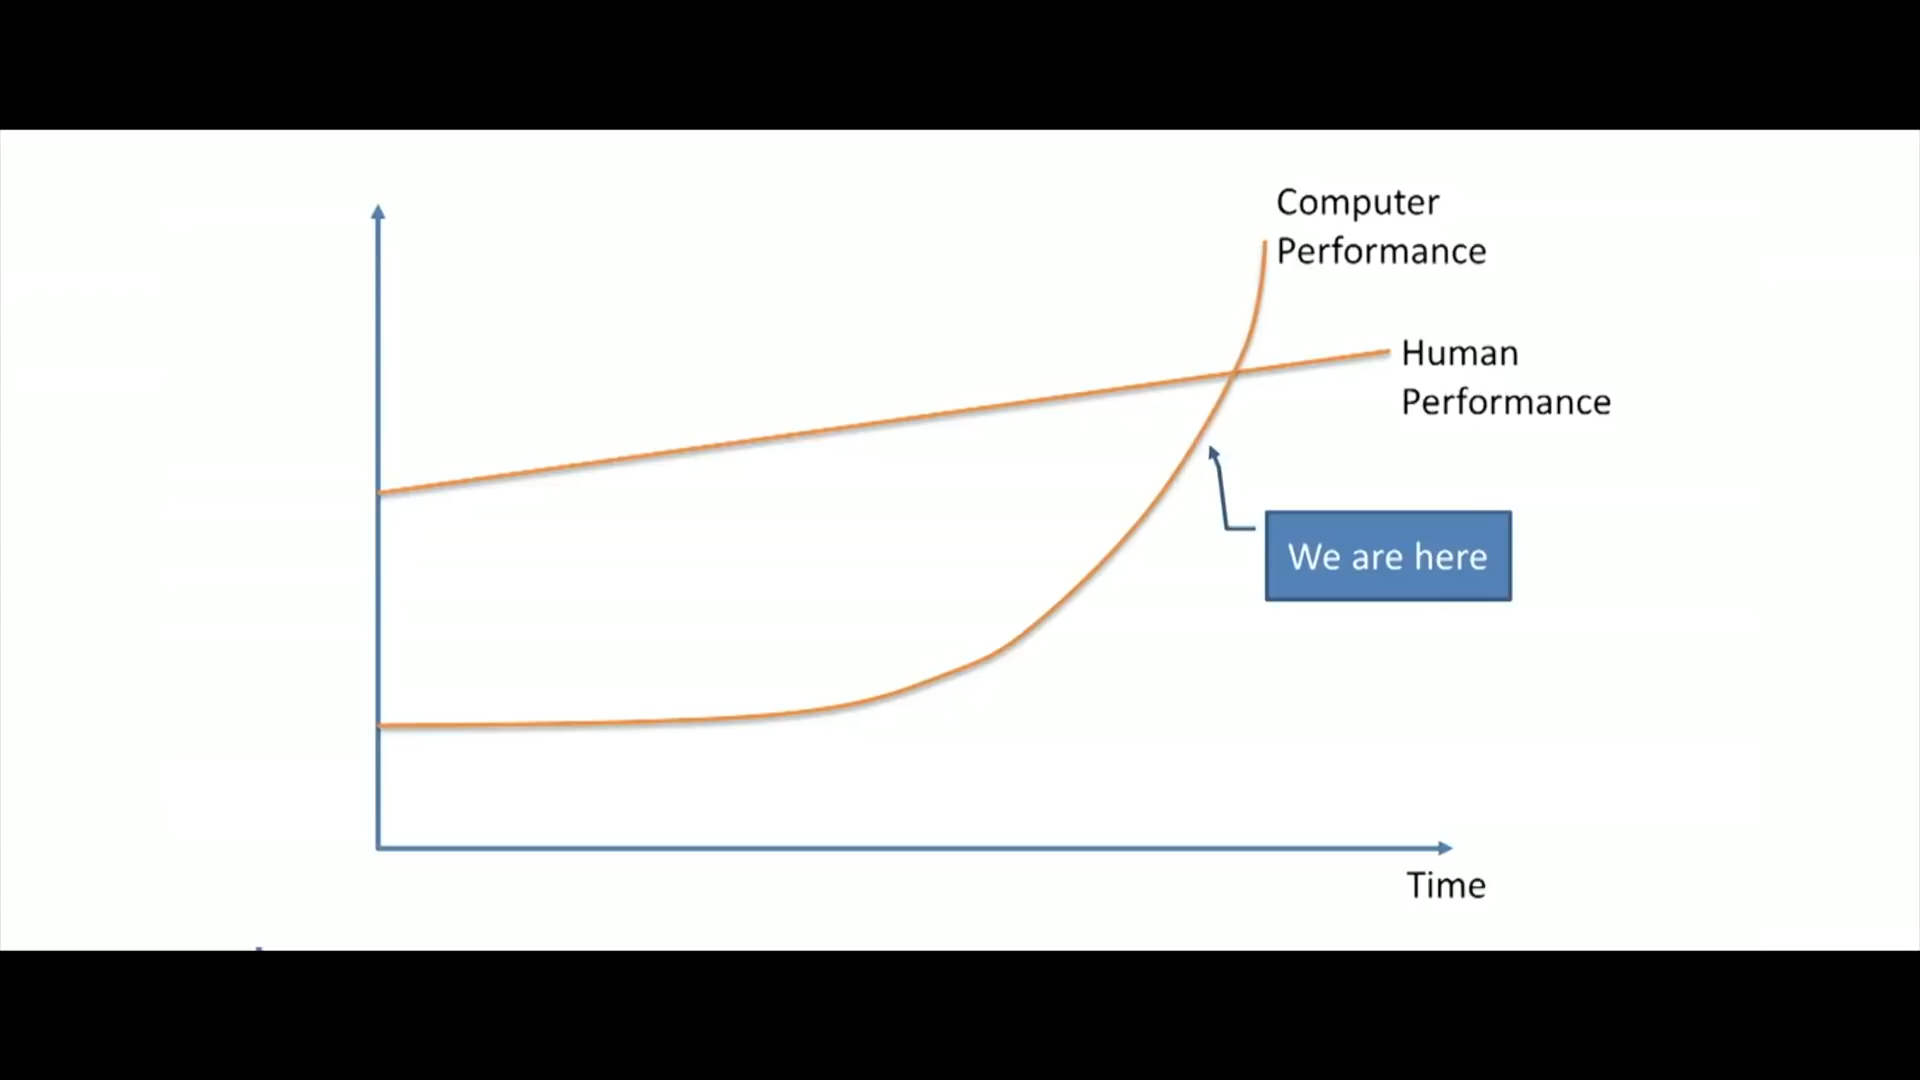 Computer
Performance
Human
Performance
We are here
Time